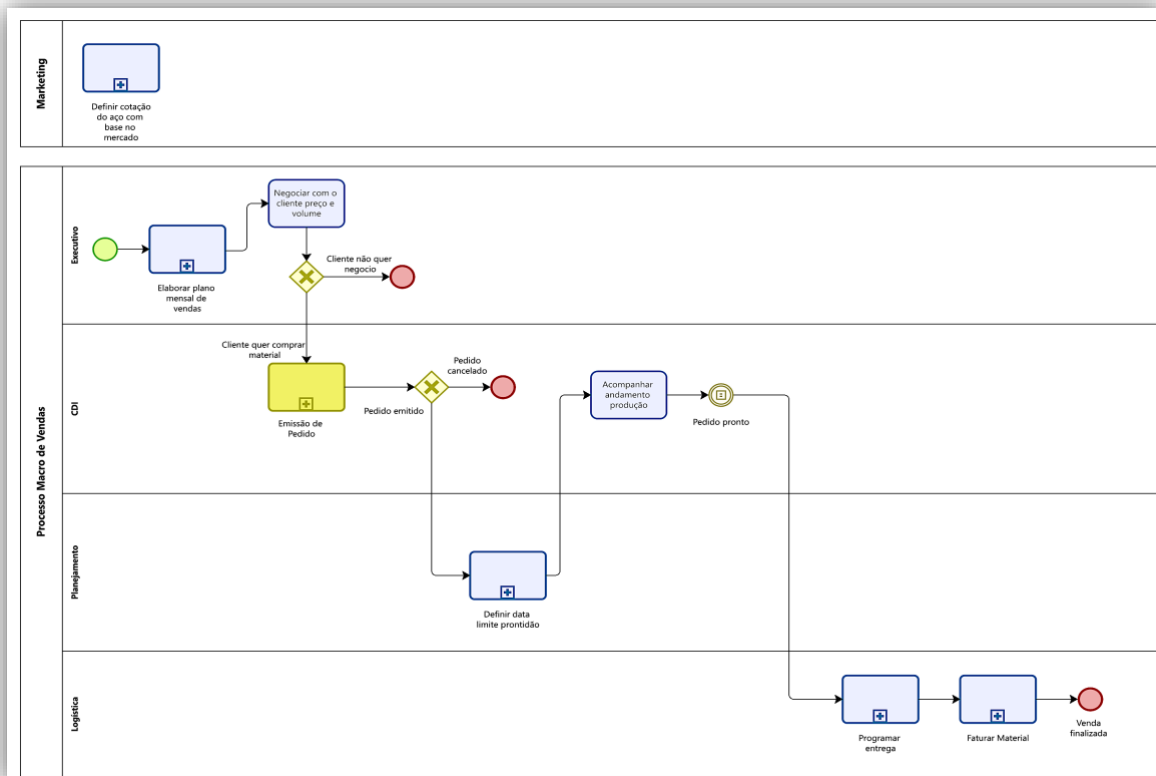 Marketing
Definir cotação
do aço com
base no
mercado
Processo Macro de Vendas
Executivo
Negociar com o
cliente preço e
volume
Elaborar plano
mensal de
vendas
Cliente não quer
negocio
CDI
Cliente quer comprar
material
Emissão de
Pedido
Pedido emitido
Pedido
cancelado
Acompanhar
andamento
produção
Pedido pronto
Planejamento
Definir data
limite prontidão
Logística
Programar
entrega
Faturar Material
Venda
finalizada